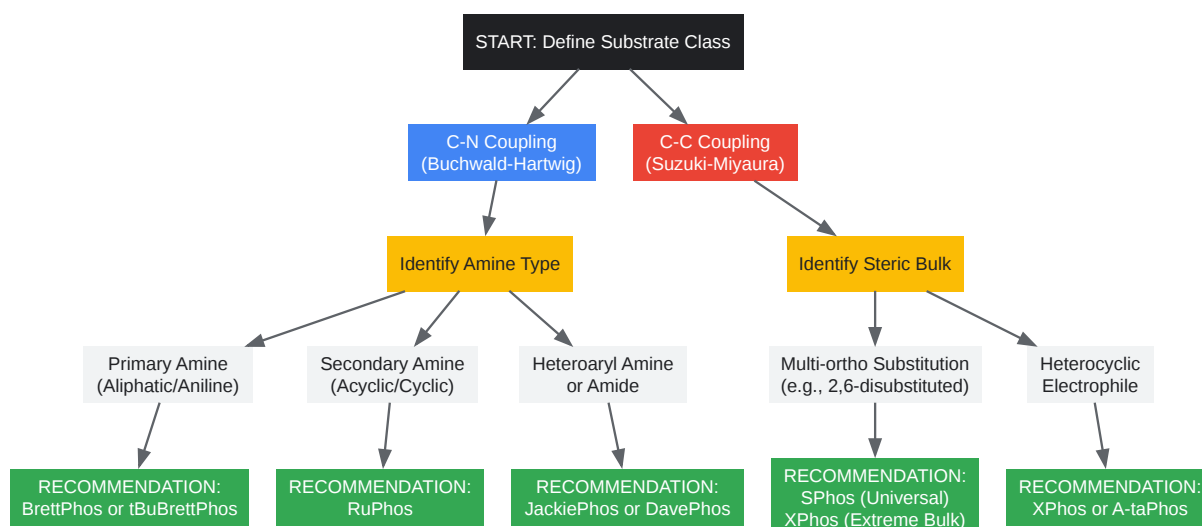 START: Define Substrate Class
C-N Coupling
(Buchwald-Hartwig)
C-C Coupling
(Suzuki-Miyaura)
Identify Amine Type
Identify Steric Bulk
Primary Amine
(Aliphatic/Aniline)
Secondary Amine
(Acyclic/Cyclic)
Heteroaryl Amine
or Amide
Multi-ortho Substitution
(e.g., 2,6-disubstituted)
Heterocyclic
Electrophile
RECOMMENDATION:
BrettPhos or tBuBrettPhos
RECOMMENDATION:
RuPhos
RECOMMENDATION:
JackiePhos or DavePhos
RECOMMENDATION:
SPhos (Universal)
XPhos (Extreme Bulk)
RECOMMENDATION:
XPhos or A-taPhos